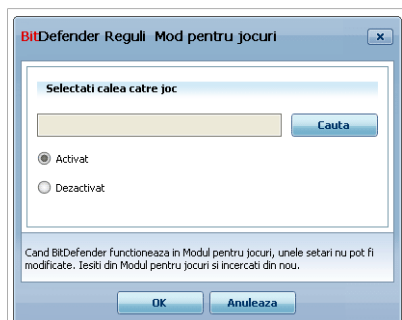 BitDefender Reguli Mod pentru jocuri
Selectati calea catre joc
Cauta
Activat
Dezactivat
Cand BitDefender functioneaza in Modul pentru jocuri, unele setari nu pot fi
modificate. Iesiti din Modul pentru jocuri si incercati din nou.
OK
Anuleaza